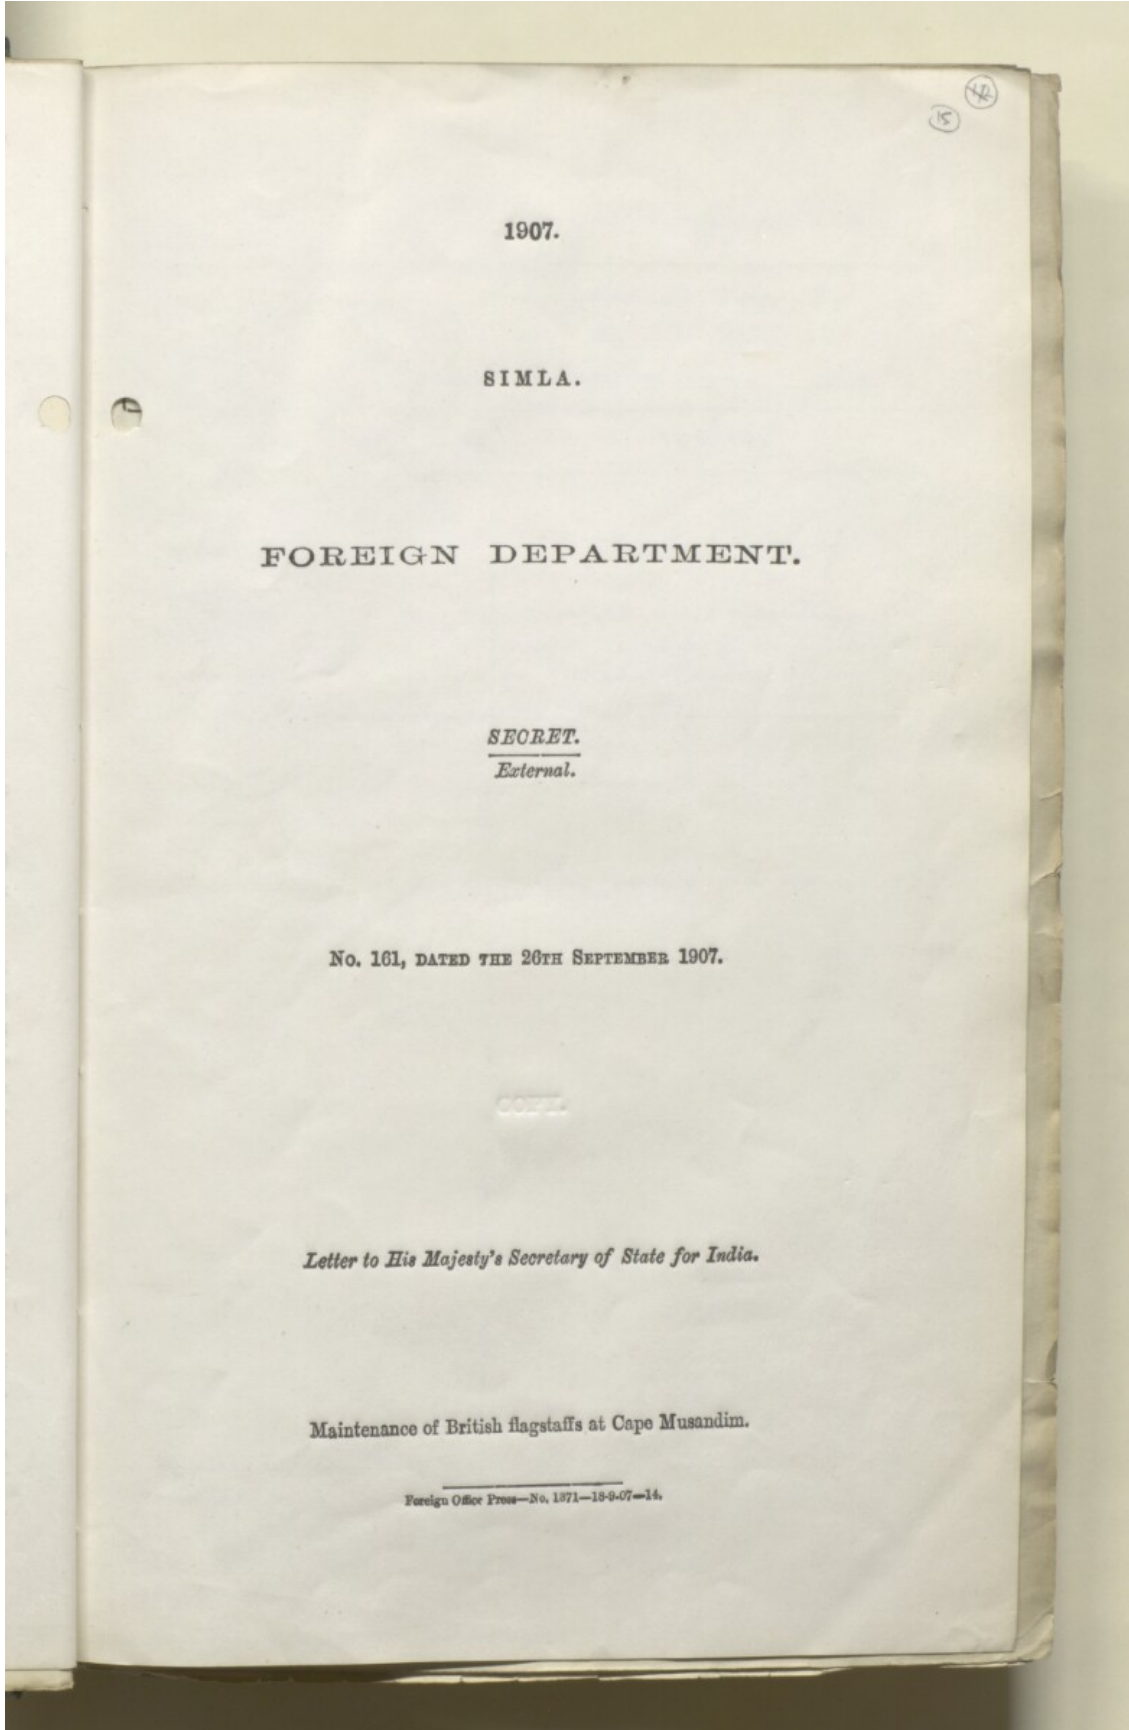 15
1907.
SIMLA.
FOREIGN DEPARTMENT.
SECRET.
External.
No. 161, DATED THE 26TH SEPTEMBER 1907.
COPY.
Letter to His Majesty's Secretary of State for India.
Maintenance of British flagstaffs at Cape Musandim.
Foreign Office Press—No. 1371—18-9-07—14.